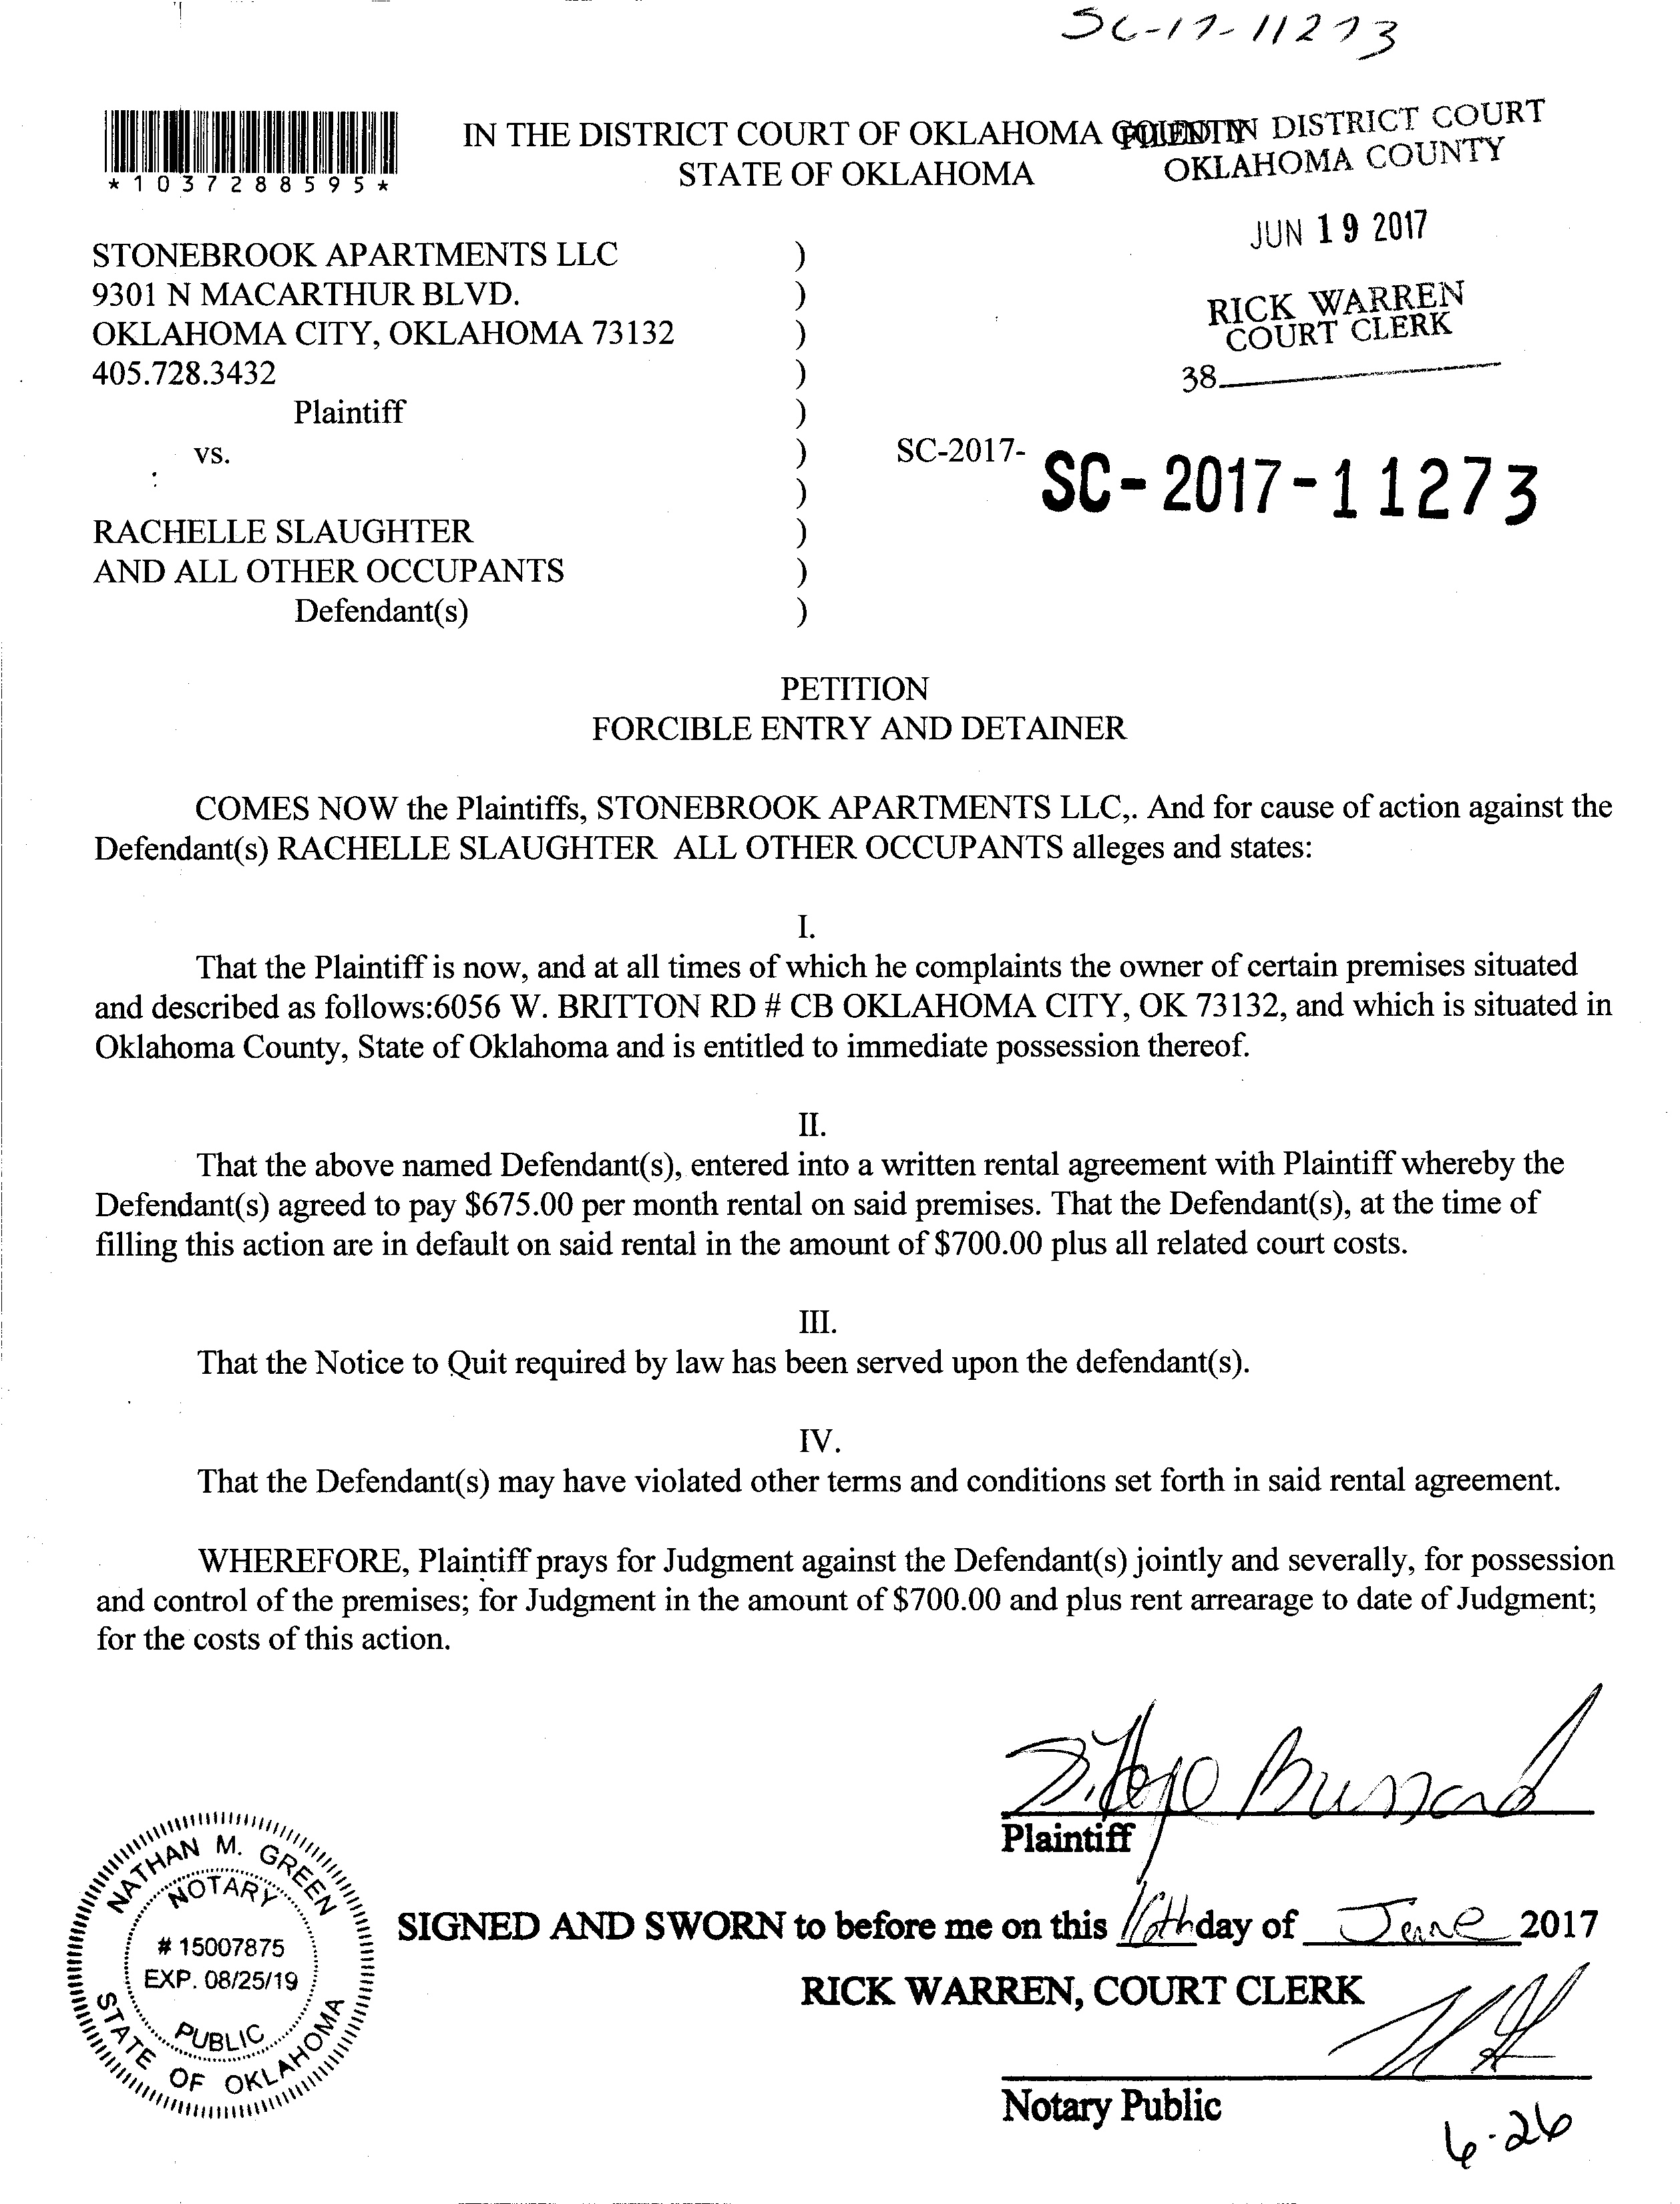 SC-17-11273
*1037288595*
IN THE DISTRICT COURT OF OKLAHOMA COUNTY
STATE OF OKLAHOMA
FILED IN DISTRICT COURT
OKLAHOMA COUNTY
JUN 19 2017
RICK WARREN
COURT CLERK
38
STONEBROOK APARTMENTS LLC )
9301 N MACARTHUR BLVD. )
OKLAHOMA CITY, OKLAHOMA 73132 )
405.728.3432 )
Plaintiff )
vs. ) SC-2017- SC-2017-11273
)
RACHELLE SLAUGHTER )
AND ALL OTHER OCCUPANTS )
Defendant(s) )
PETITION
FORCIBLE ENTRY AND DETAINER
COMES NOW the Plaintiffs, STONEBROOK APARTMENTS LLC,. And for cause of action against the
Defendant(s) RACHELLE SLAUGHTER ALL OTHER OCCUPANTS alleges and states:
I.
That the Plaintiff is now, and at all times of which he complaints the owner of certain premises situated
and described as follows:6056 W. BRITTON RD # CB OKLAHOMA CITY, OK 73132, and which is situated in
Oklahoma County, State of Oklahoma and is entitled to immediate possession thereof.
II.
That the above named Defendant(s), entered into a written rental agreement with Plaintiff whereby the
Defendant(s) agreed to pay $675.00 per month rental on said premises. That the Defendant(s), at the time of
filling this action are in default on said rental in the amount of $700.00 plus all related court costs.
III.
That the Notice to Quit required by law has been served upon the defendant(s).
IV.
That the Defendant(s) may have violated other terms and conditions set forth in said rental agreement.
WHEREFORE, Plaintiff prays for Judgment against the Defendant(s) jointly and severally, for possession
and control of the premises; for Judgment in the amount of $700.00 and plus rent arrearage to date of Judgment;
for the costs of this action.
Plaintiff
SIGNED AND SWORN to before me on this day of June 2017
RICK WARREN, COURT CLERK
Notary Public
6-26
NATHAN M. GREEN
NOTARY
# 15007875
EXP. 08/25/19
PUBLIC
STATE OF OKLAHOMA